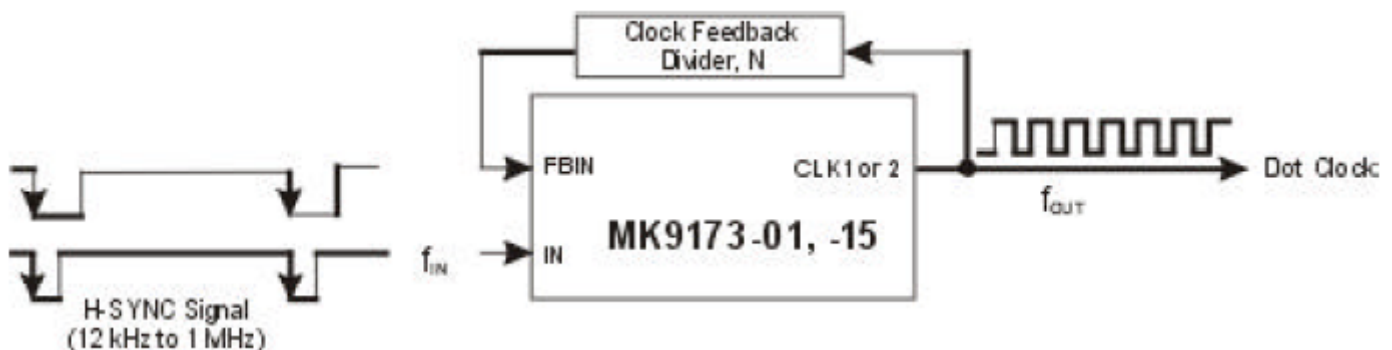 Clock Feedback
Divider, N
FBIN
CLK1 or 2
Dot Clock
fOUT
MK9173-01, -15
fIN
IN
H-SYNC Signal
(12 kHz to 1 MHz)